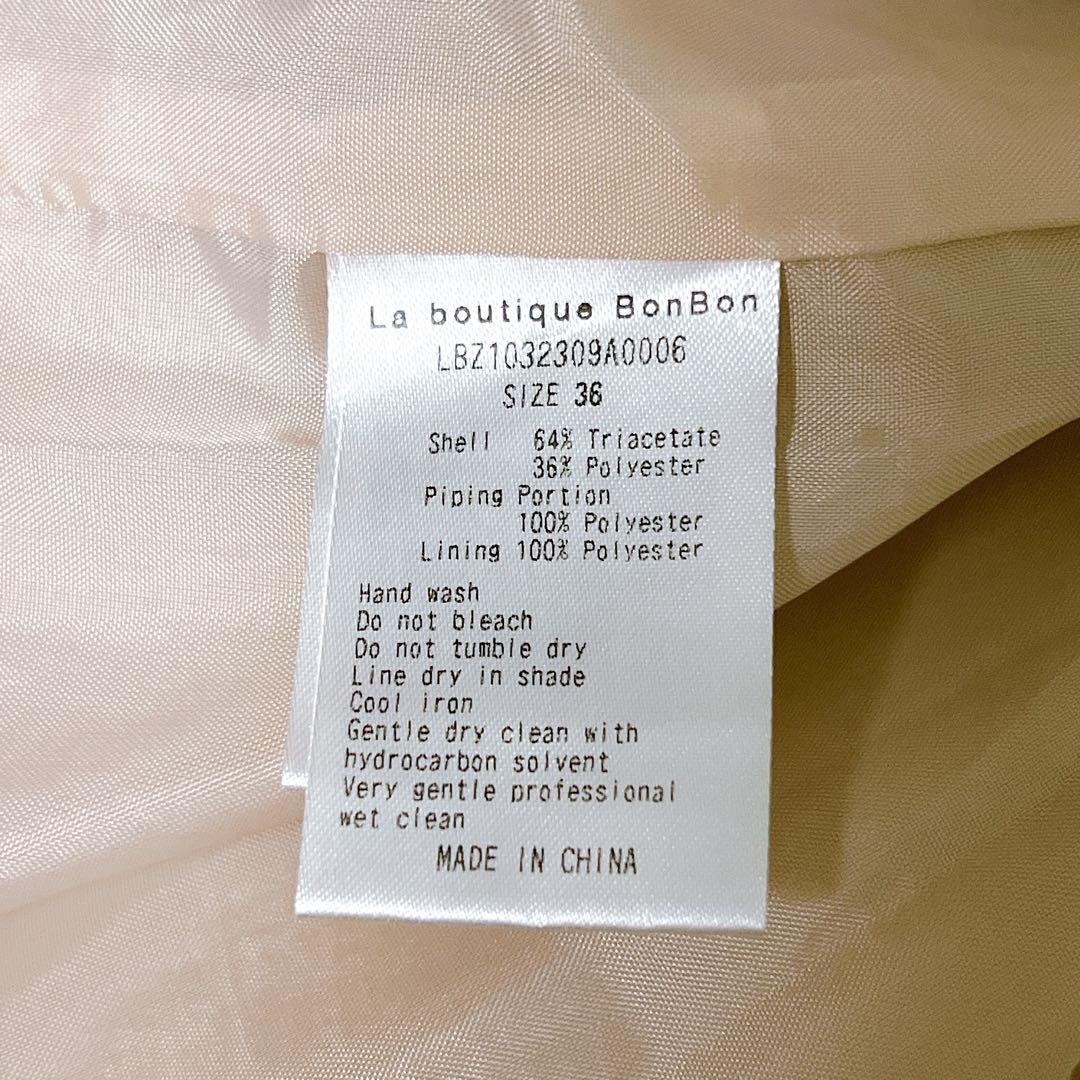 La boutique BonBon
LBZ1032309A0006
SIZE 36
Shell 64% Triacetate
36% Polyester
Piping Portion
100% Polyester
Lining 100% Polyester
Hand wash
Do not bleach
Do not tumble dry
Line dry in shade
Cool iron
Gentle dry clean with
hydrocarbon solvent
Very gentle professional
wet clean
MADE IN CHINA